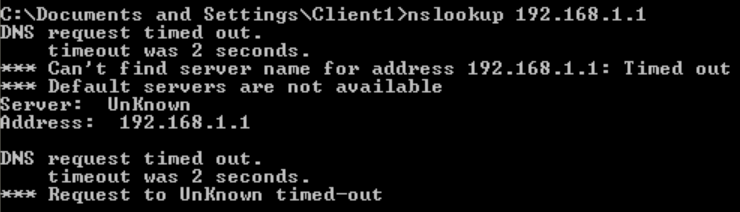 C:\Documents and Settings\Client1>nslookup 192.168.1.1
DNS request timed out.
    timeout was 2 seconds.
*** Can't find server name for address 192.168.1.1: Timed out
*** Default servers are not available
Server:  UnKnown
Address:  192.168.1.1

DNS request timed out.
    timeout was 2 seconds.
*** Request to UnKnown timed-out